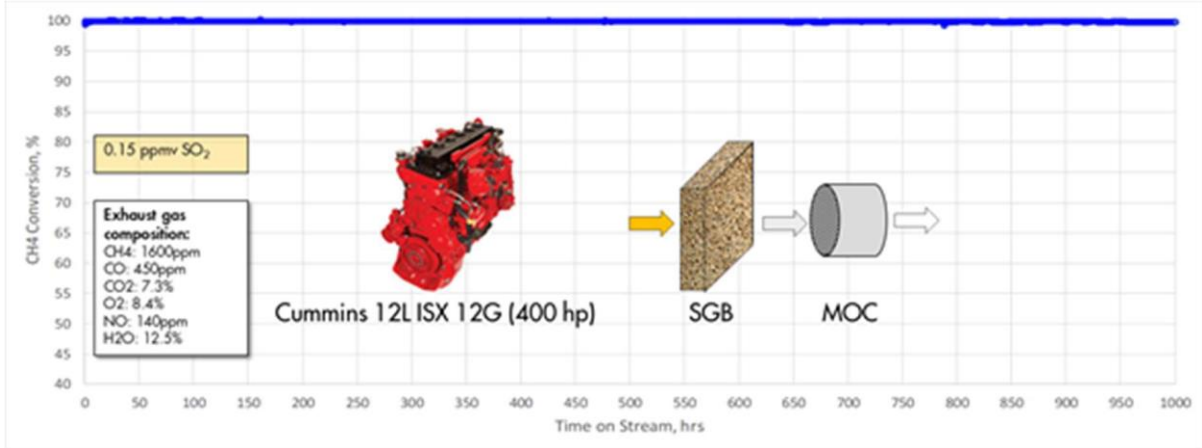 100
95
90
85
80
75
70
65
60
55
50
45
40
CH4 Conversion, %
0.15 ppmv SO₂
Exhaust gas
composition:
CH4: 1600ppm
CO: 450ppm
CO2: 7.3%
O2: 8.4%
NO: 140ppm
H2O: 12.5%
Cummins 12L ISX 12G (400 hp)
SGB
MOC
0 50 100 150 200 250 300 350 400 450 500 550 600 650 700 750 800 850 900 950 1000
Time on Stream, hrs